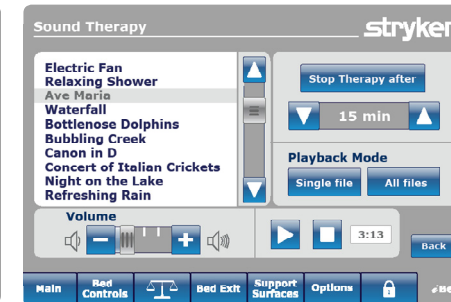 Sound Therapy
stryker
Electric Fan
Relaxing Shower
Ave Maria
Waterfall
Bottlenose Dolphins
Bubbling Creek
Canon in D
Concert of Italian Crickets
Night on the Lake
Refreshing Rain
Stop Therapy after
15 min
Playback Mode
Single file
All files
Volume
3:13
Back
Main
Bed Controls
Bed Exit
Support Surfaces
Options